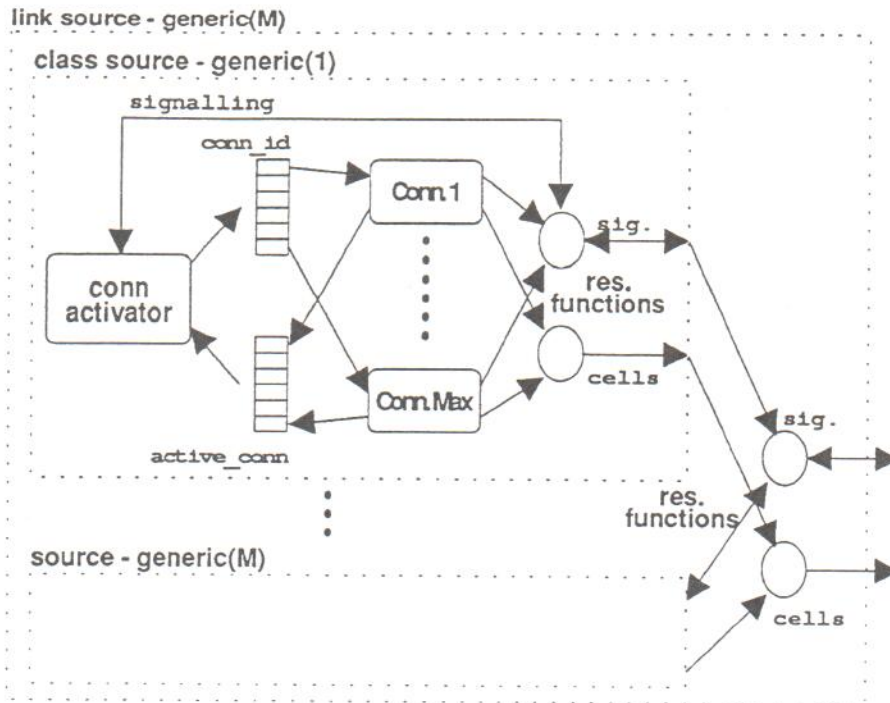 link source - generic(M)
class source - generic(1)
signalling
conn_id
Conn.1
sig.
conn
activator
res.
functions
Conn.Max
cells
active_conn
sig.
res.
functions
source - generic(M)
cells